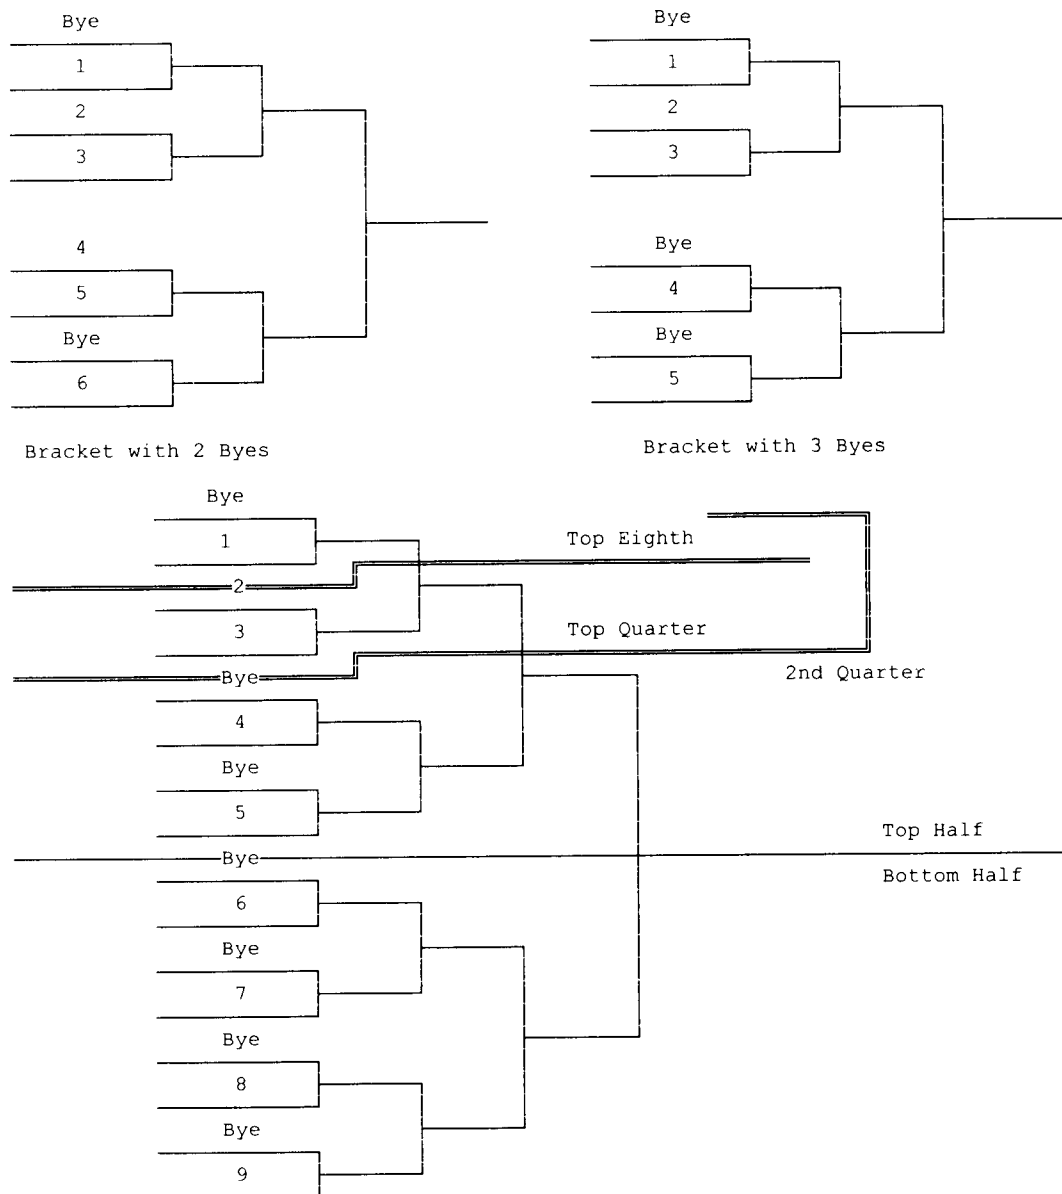 Bye
1
2
3
4
5
Bye
6
Bracket with 2 Byes
Bye
1
2
3
Bye
4
Bye
5
Bracket with 3 Byes
Bye
1
Top Eighth
2
3
Top Quarter
Bye
2nd Quarter
4
Bye
5
Top Half
Bye
Bottom Half
6
Bye
7
Bye
8
Bye
9